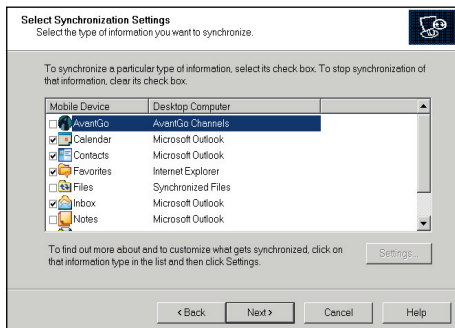 Select Synchronization Settings
Select the type of information you want to synchronize.
To synchronize a particular type of information, select its check box. To stop synchronization of
that information, clear its check box.
Mobile Device Desktop Computer
AvantGo AvantGo Channels
Calendar Microsoft Outlook
Contacts Microsoft Outlook
Favorites Internet Explorer
Files Synchronized Files
Inbox Microsoft Outlook
Notes Microsoft Outlook
To find out more about and to customize what gets synchronized, click on
that information type in the list and then click Settings.
Settings...
< Back Next > Cancel Help